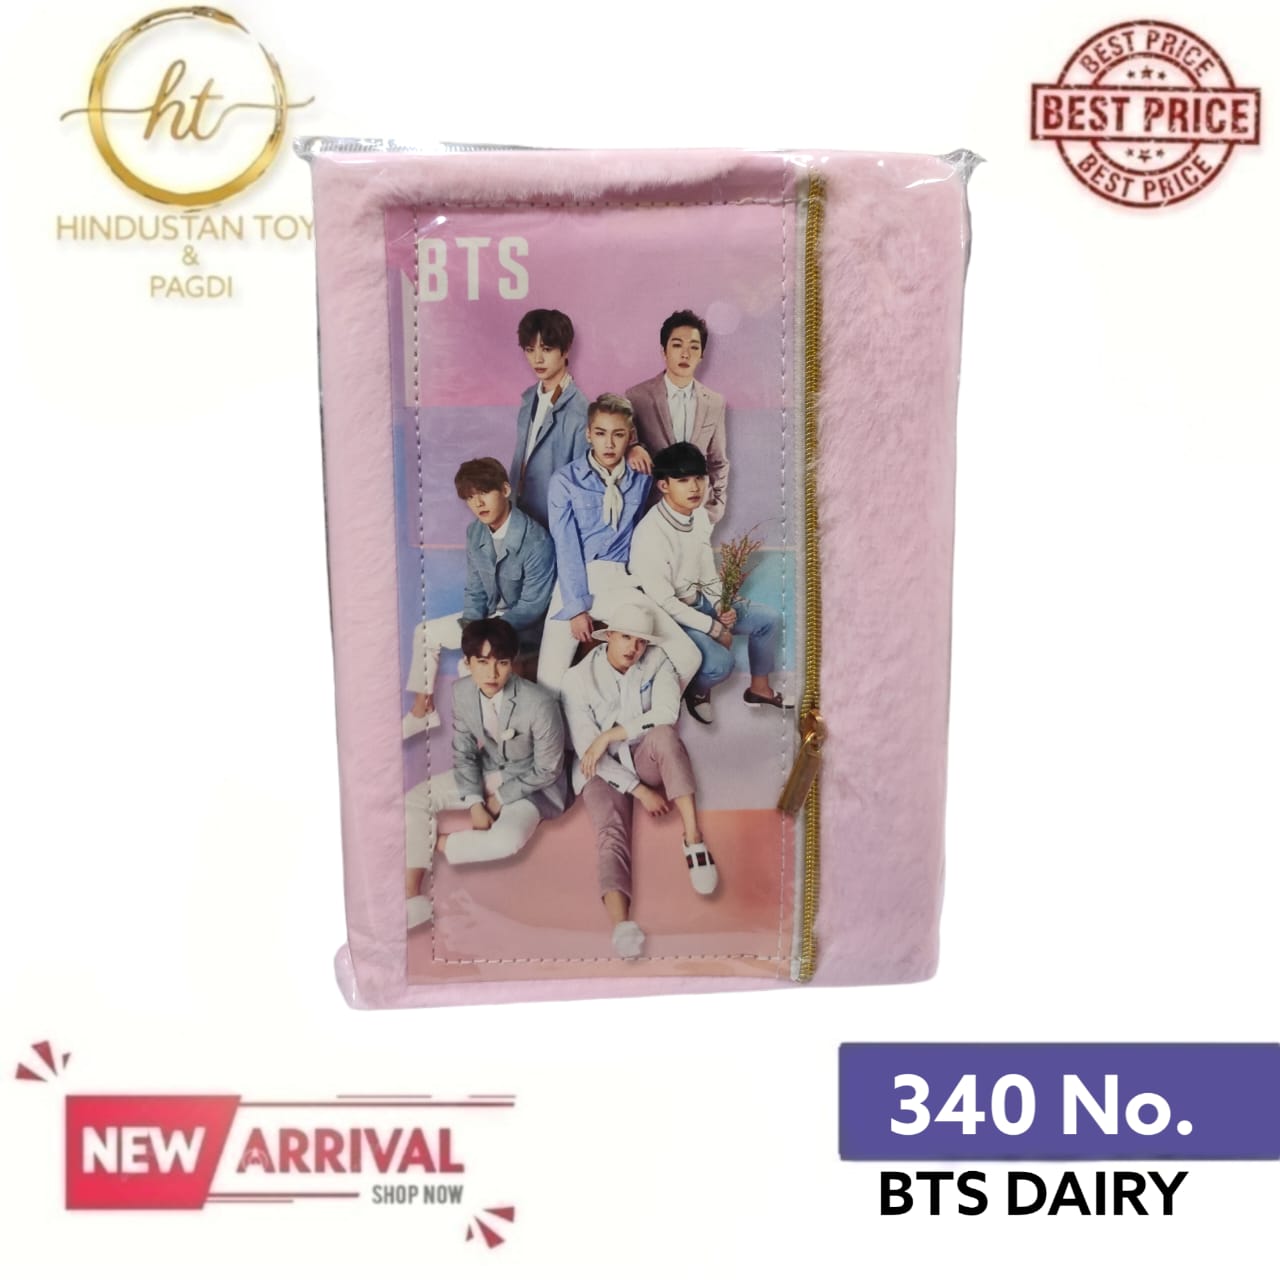 ht
HINDUSTAN TOY
&
PAGDI
BEST PRICE
BEST PRICE
BEST PRICE
BTS
NEW ARRIVAL
SHOP NOW
340 No.
BTS DAIRY